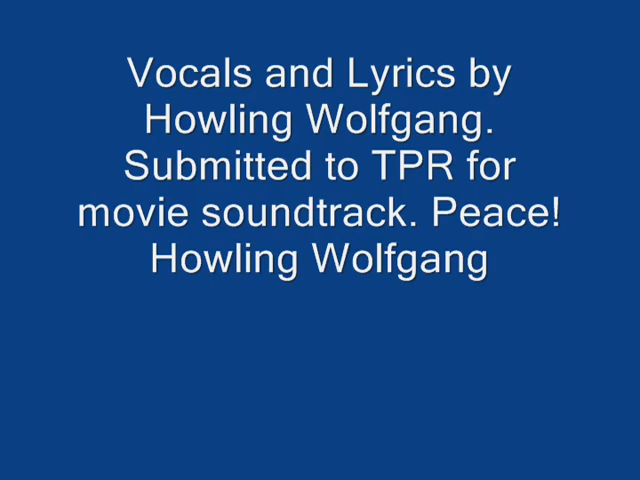 Vocals and Lyrics by
Howling Wolfgang.
Submitted to TPR for
movie soundtrack. Peace!
Howling Wolfgang